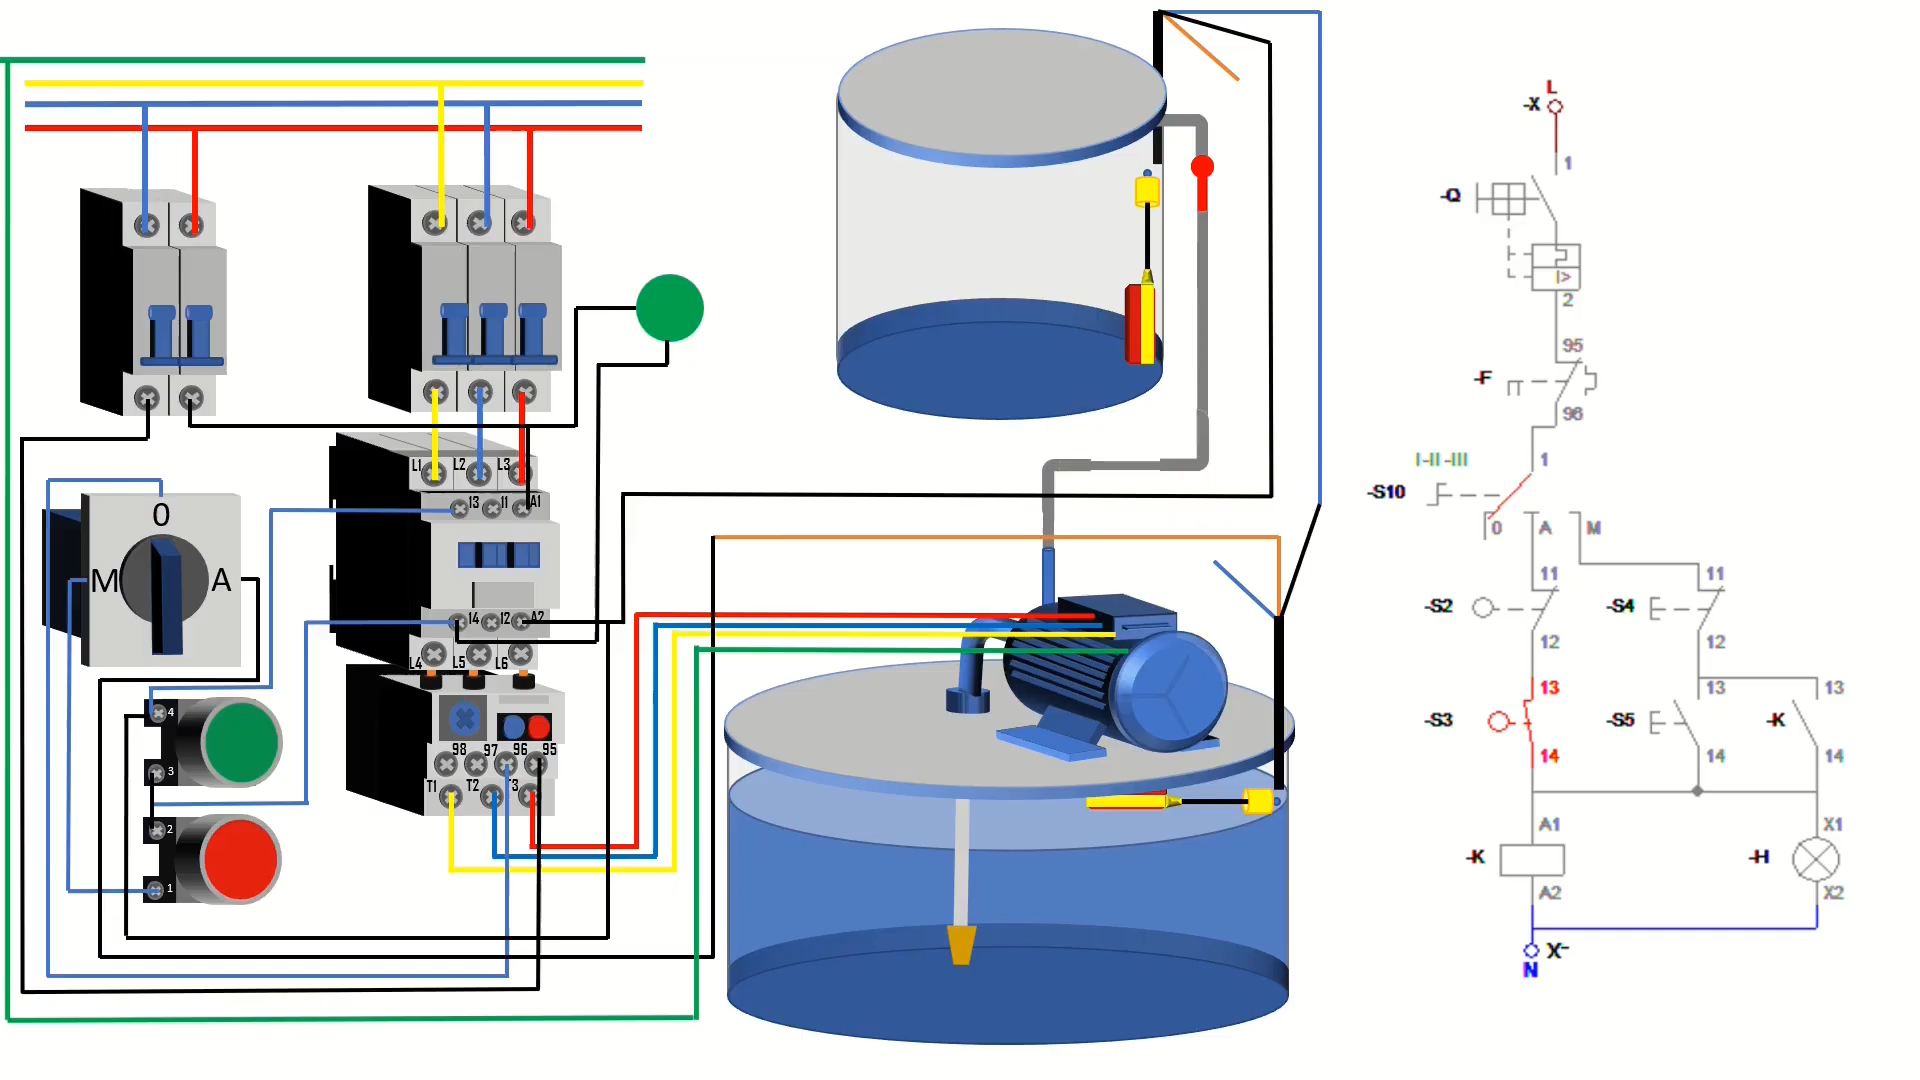 L1
L2
L3
13
11
A1
14
12
A2
L4
L5
L6
98
97
96
95
T1
T2
T3
0
M
A
4
3
2
1
L
-X
1
-Q
I>
2
95
-F
96
I-II-III
1
-S10
0
A
M
11
-S2
12
11
-S4
12
13
-S3
14
13
-S5
14
13
-K
14
A1
-K
A2
X1
-H
X2
X-
N